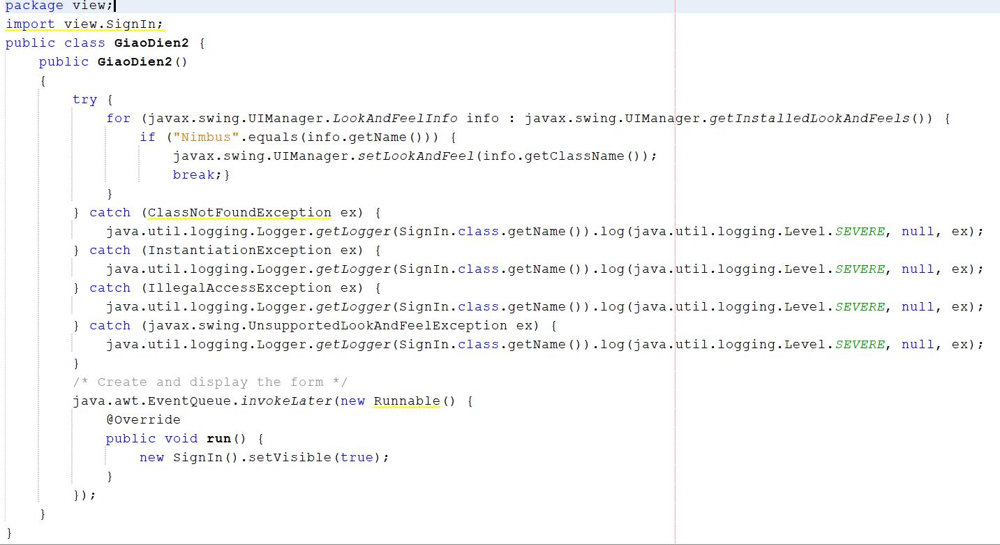 package view;
import view.SignIn;
public class GiaoDien2 {
    public GiaoDien2()
    {
        try {
            for (javax.swing.UIManager.LookAndFeelInfo info : javax.swing.UIManager.getInstalledLookAndFeels()) {
                if ("Nimbus".equals(info.getName())) {
                    javax.swing.UIManager.setLookAndFeel(info.getClassName());
                    break;}
            }
        } catch (ClassNotFoundException ex) {
            java.util.logging.Logger.getLogger(SignIn.class.getName()).log(java.util.logging.Level.SEVERE, null, ex);
        } catch (InstantiationException ex) {
            java.util.logging.Logger.getLogger(SignIn.class.getName()).log(java.util.logging.Level.SEVERE, null, ex);
        } catch (IllegalAccessException ex) {
            java.util.logging.Logger.getLogger(SignIn.class.getName()).log(java.util.logging.Level.SEVERE, null, ex);
        } catch (javax.swing.UnsupportedLookAndFeelException ex) {
            java.util.logging.Logger.getLogger(SignIn.class.getName()).log(java.util.logging.Level.SEVERE, null, ex);
        }
        /* Create and display the form */
        java.awt.EventQueue.invokeLater(new Runnable() {
            @Override
            public void run() {
                new SignIn().setVisible(true);
            }
        });
    }
}